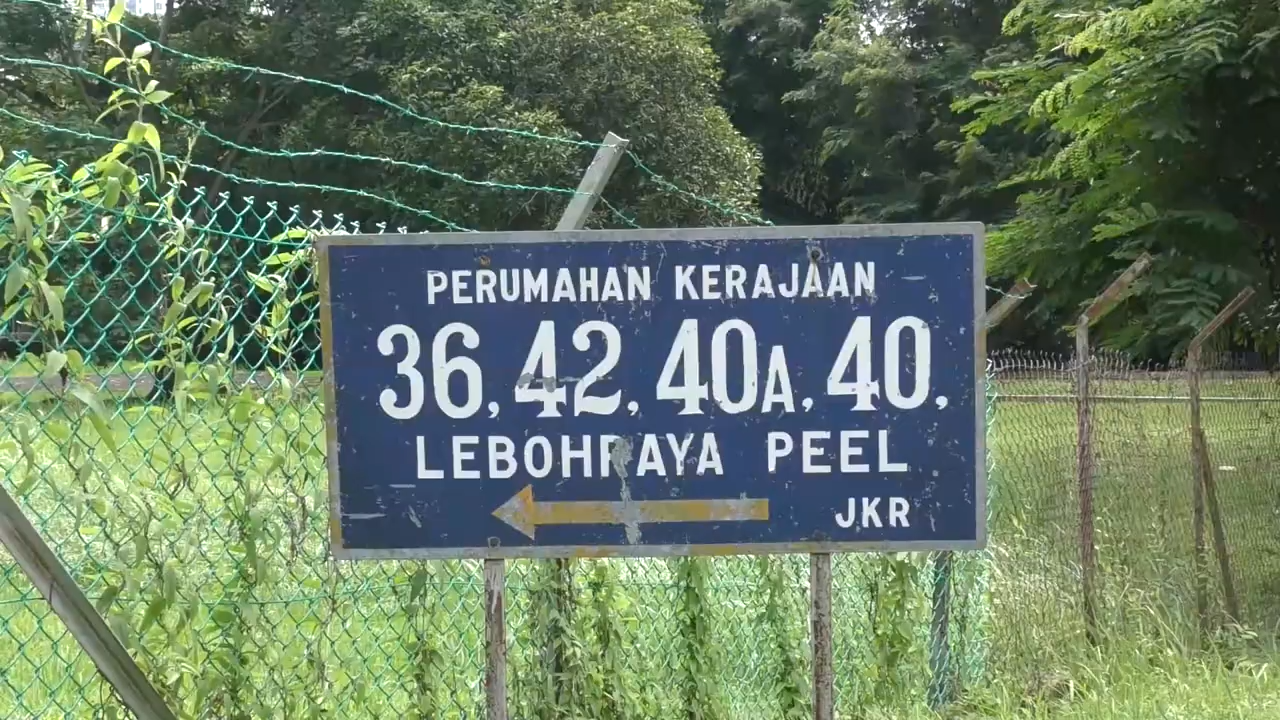 PERUMAHAN KERAJAAN
36, 42, 40A, 40,
LEBOHRAYA PEEL
JKR